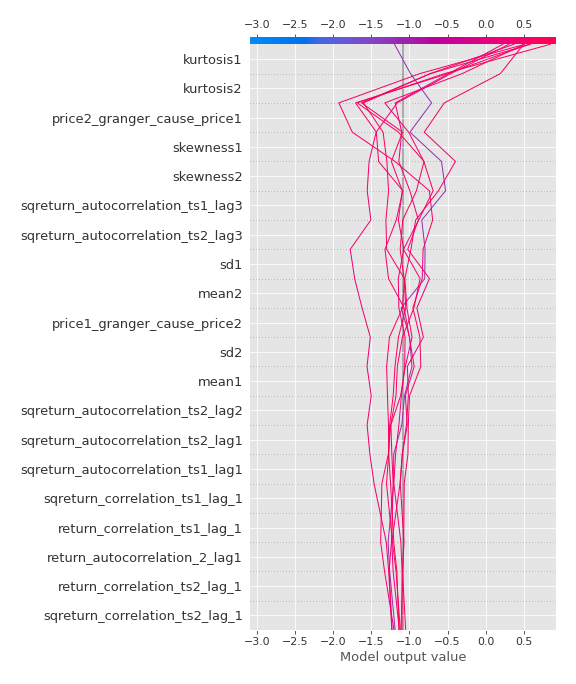 −3.0 −2.5 −2.0 −1.5 −1.0 −0.5 0.0 0.5
kurtosis1
kurtosis2
price2_granger_cause_price1
skewness1
skewness2
sqreturn_autocorrelation_ts1_lag3
sqreturn_autocorrelation_ts2_lag3
sd1
mean2
price1_granger_cause_price2
sd2
mean1
sqreturn_autocorrelation_ts2_lag2
sqreturn_autocorrelation_ts2_lag1
sqreturn_autocorrelation_ts1_lag1
sqreturn_correlation_ts1_lag_1
return_correlation_ts1_lag_1
return_autocorrelation_2_lag1
return_correlation_ts2_lag_1
sqreturn_correlation_ts2_lag_1
−3.0 −2.5 −2.0 −1.5 −1.0 −0.5 0.0 0.5
Model output value